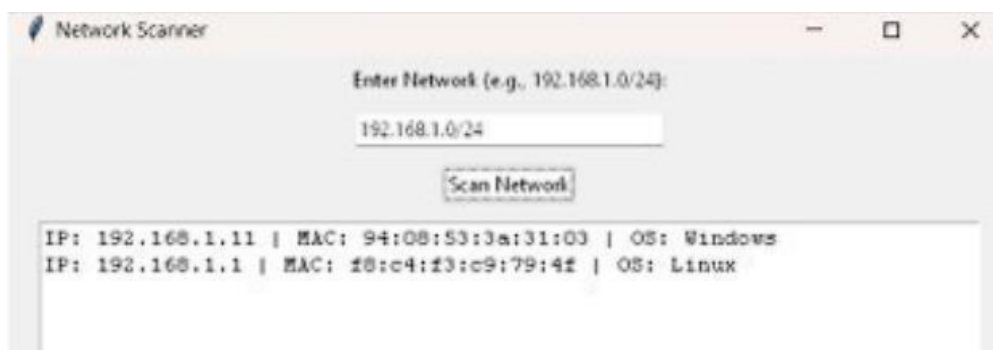 Network Scanner
Enter Network (e.g., 192.168.1.0/24):
192.168.1.0/24
Scan Network
IP: 192.168.1.11 | MAC: 94:08:53:3a:31:03 | OS: Windows
IP: 192.168.1.1 | MAC: f8:c4:f3:c9:79:4f | OS: Linux